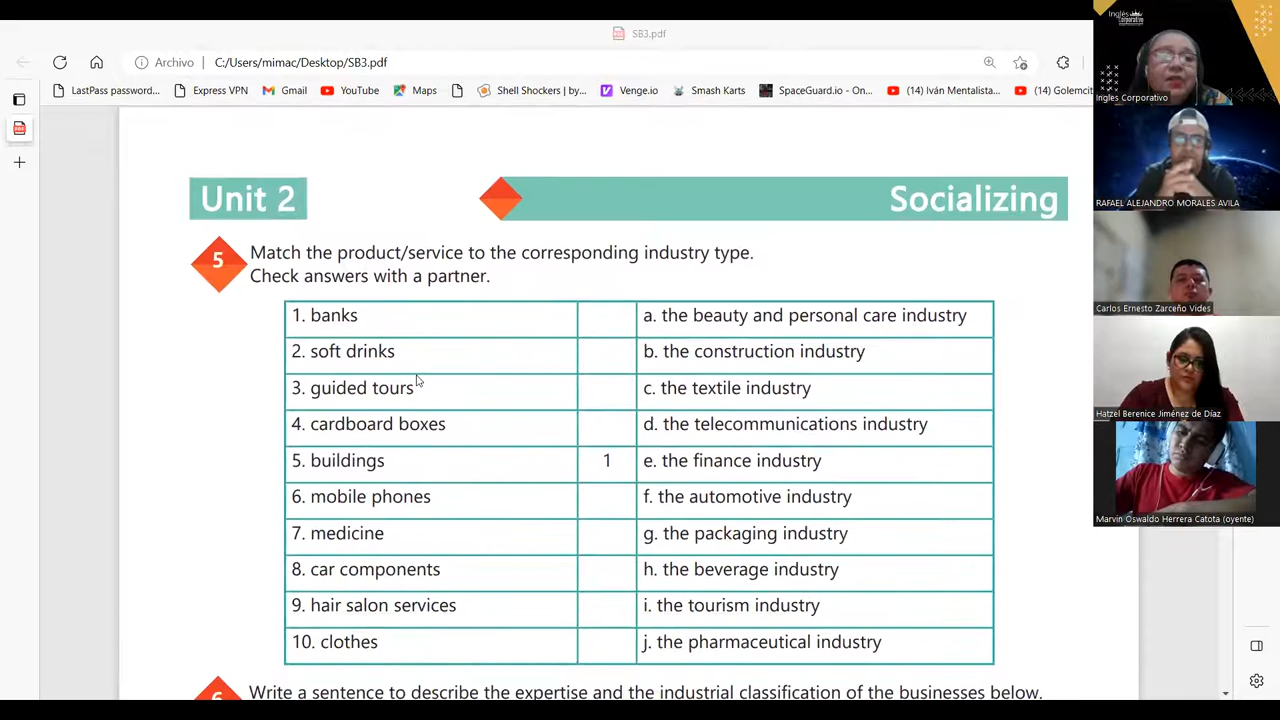 SB3.pdf
Archivo C:/Users/mimac/Desktop/SB3.pdf
LastPass password... Express VPN Gmail YouTube Maps Shell Shockers | by... Venge.io Smash Karts SpaceGuard.io - On... (14) Iván Mentalista... (14) Golemcit
Inglés Corporativo
Ingles Corporativo
RAFAEL ALEJANDRO MORALES AVILA
Carlos Ernesto Zarceño Vides
Hatzel Berenice Jiménez de Díaz
Marvin Oswaldo Herrera Catota (oyente)
Unit 2 Socializing
5 Match the product/service to the corresponding industry type.
Check answers with a partner.
1. banks a. the beauty and personal care industry
2. soft drinks b. the construction industry
3. guided tours c. the textile industry
4. cardboard boxes d. the telecommunications industry
5. buildings 1 e. the finance industry
6. mobile phones f. the automotive industry
7. medicine g. the packaging industry
8. car components h. the beverage industry
9. hair salon services i. the tourism industry
10. clothes j. the pharmaceutical industry
6 Write a sentence to describe the expertise and the industrial classification of the businesses below.